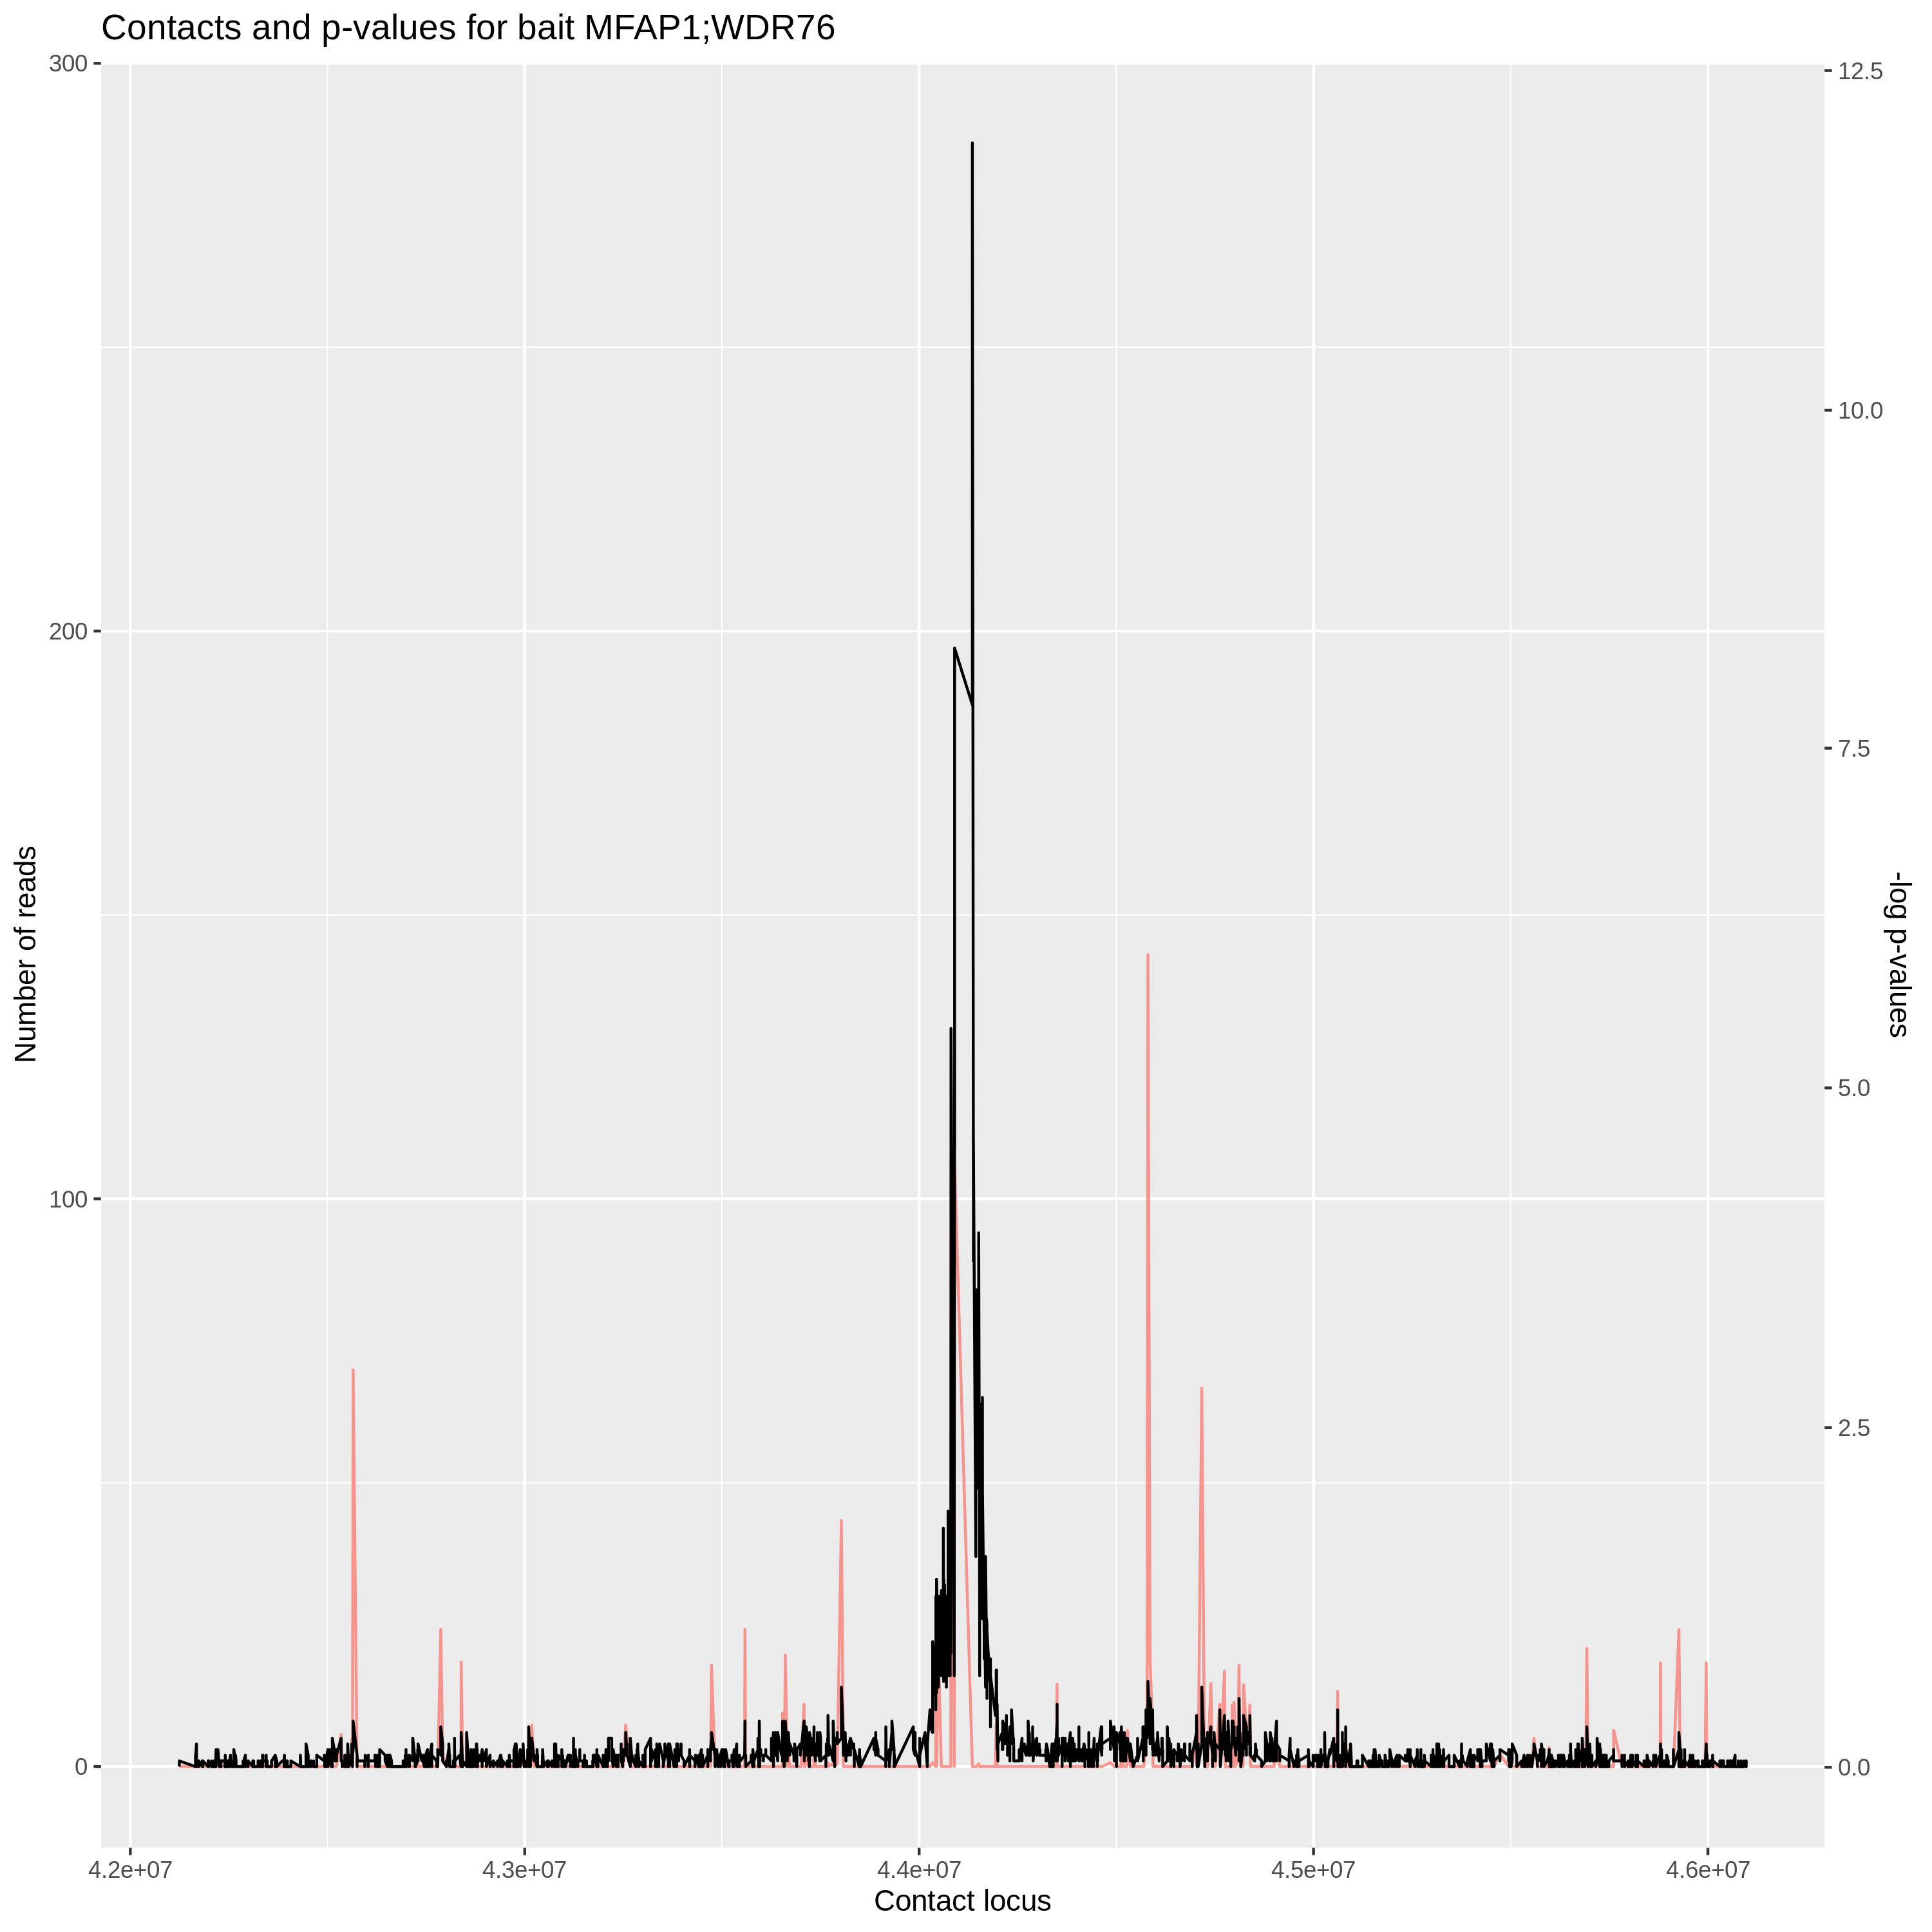 Contacts and p-values for bait MFAP1;WDR76
300
200
100
0
Number of reads
12.5
10.0
7.5
5.0
2.5
0.0
-log p-values
4.2e+07 4.3e+07 4.4e+07 4.5e+07 4.6e+07
Contact locus